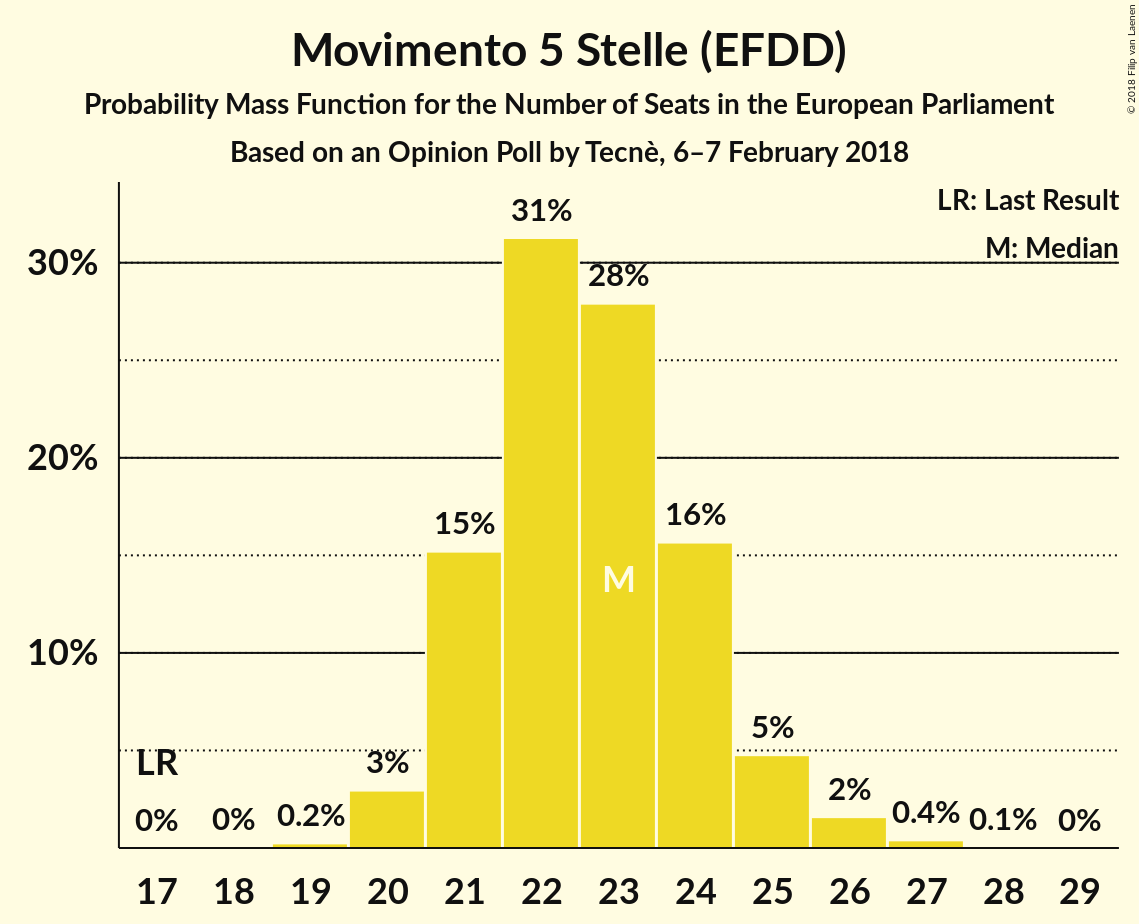 Movimento 5 Stelle (EFDD)
Probability Mass Function for the Number of Seats in the European Parliament
Based on an Opinion Poll by Tecnè, 6–7 February 2018
© 2018 Filip van Laenen
LR: Last Result
M: Median
30%
20%
10%
31%
28%
15%
16%
M
5%
LR
3%
2%
0%
0%
0.2%
0.4%
0.1%
0%
17 18 19 20 21 22 23 24 25 26 27 28 29